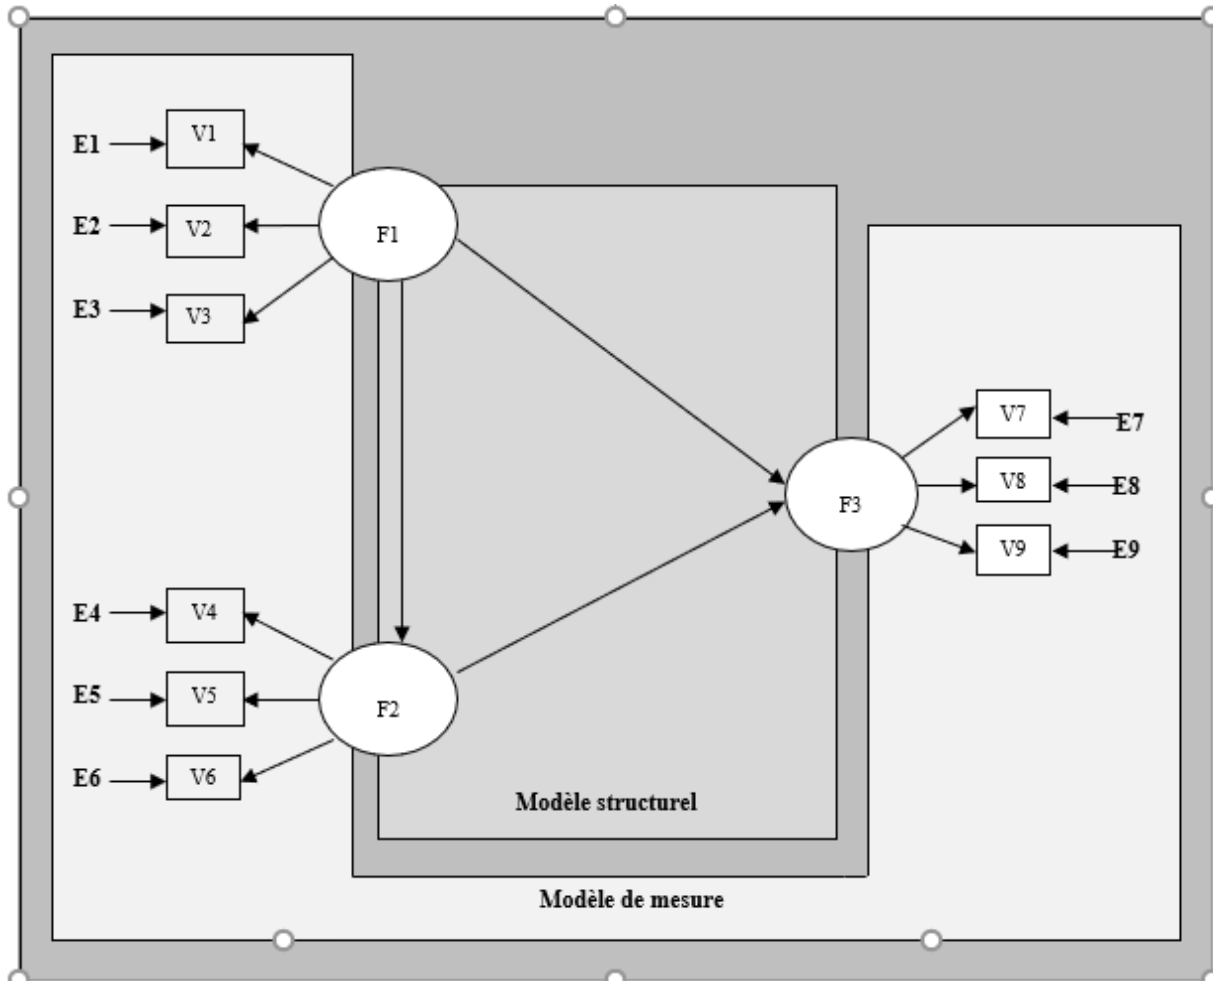 E1 V1
E2 V2
F1
E3 V3
V7 E7
V8 E8
F3
V9 E9
E4 V4
E5 V5
F2
E6 V6
Modèle structurel
Modèle de mesure